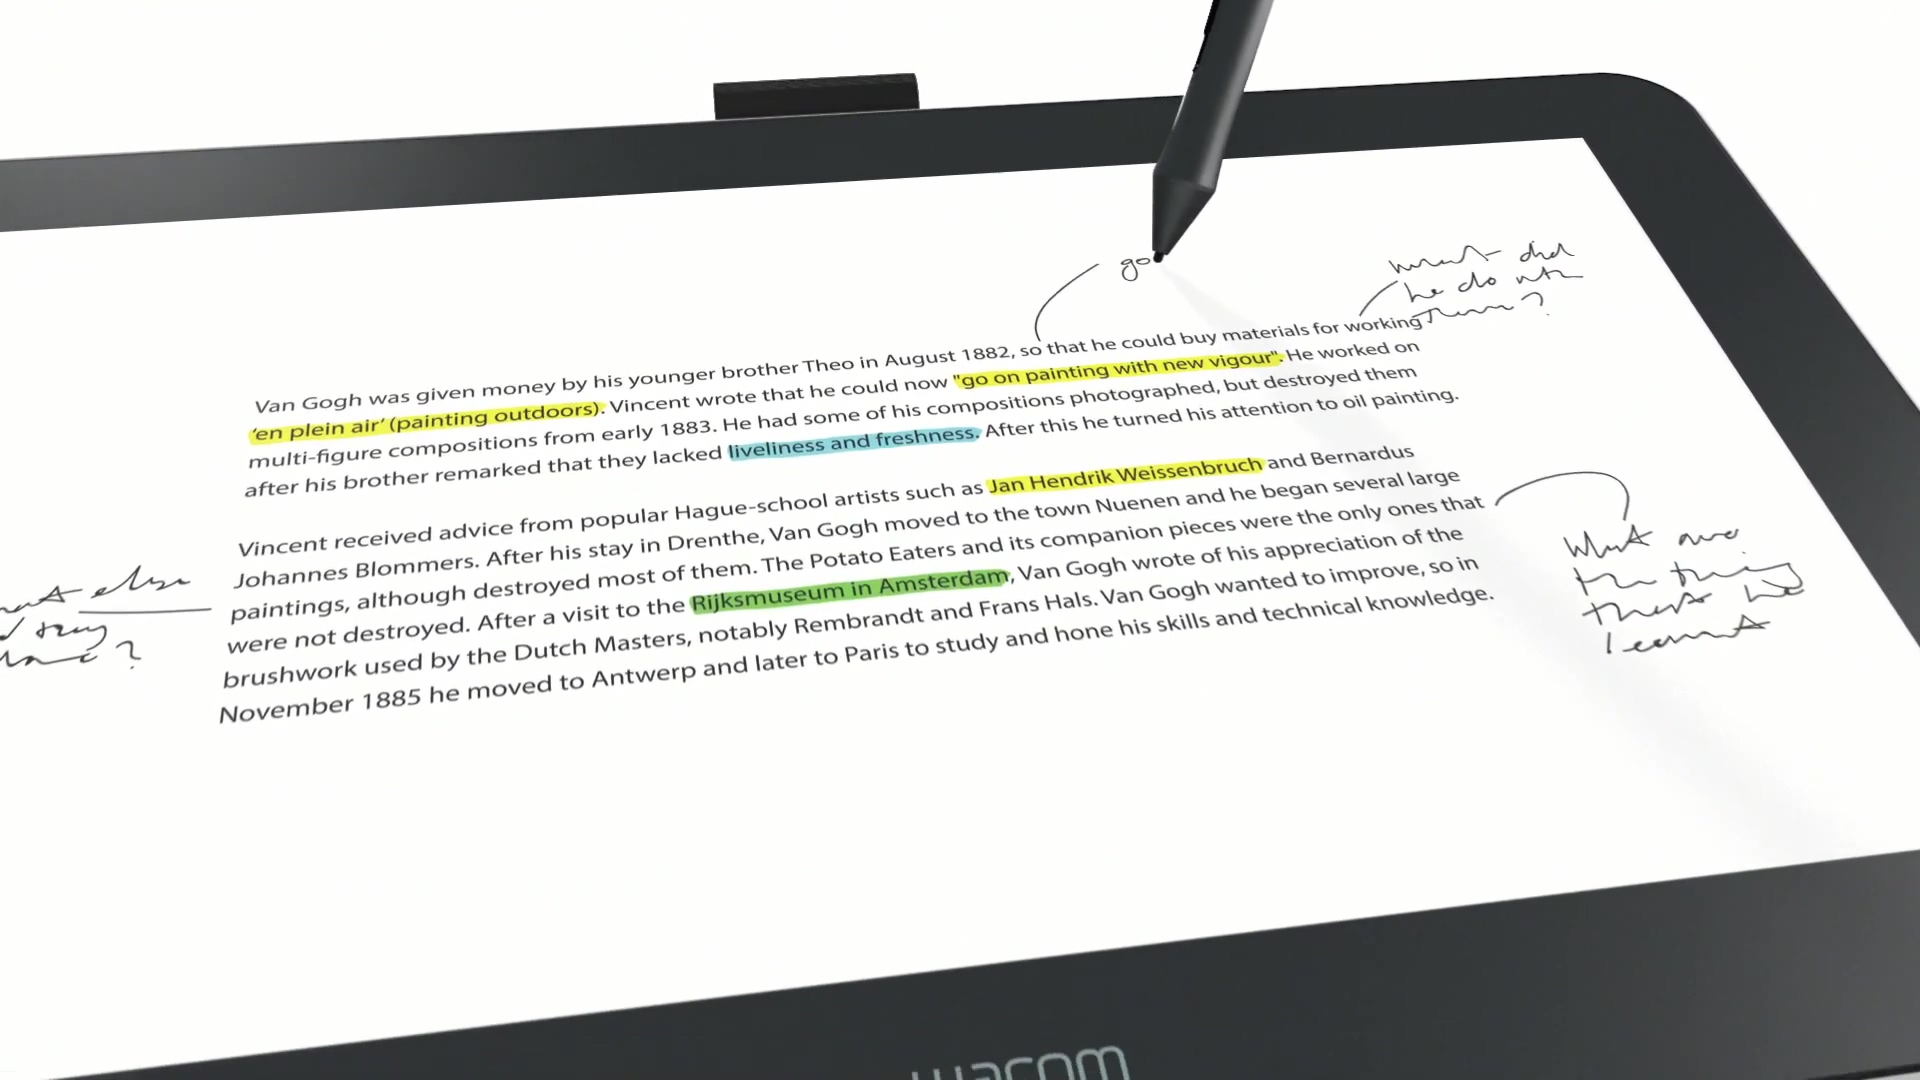 go
what did
he do with
them?
Van Gogh was given money by his younger brother Theo in August 1882, so that he could buy materials for working
'en plein air' (painting outdoors). Vincent wrote that he could now "go on painting with new vigour". He worked on
multi-figure compositions from early 1883. He had some of his compositions photographed, but destroyed them
after his brother remarked that they lacked liveliness and freshness. After this he turned his attention to oil painting.
Vincent received advice from popular Hague-school artists such as Jan Hendrik Weissenbruch and Bernardus
Johannes Blommers. After his stay in Drenthe, Van Gogh moved to the town Nuenen and he began several large
paintings, although destroyed most of them. The Potato Eaters and its companion pieces were the only ones that
were not destroyed. After a visit to the Rijksmuseum in Amsterdam, Van Gogh wrote of his appreciation of the
brushwork used by the Dutch Masters, notably Rembrandt and Frans Hals. Van Gogh wanted to improve, so in
November 1885 he moved to Antwerp and later to Paris to study and hone his skills and technical knowledge.
else
?
What are
the things
that he
learnt
wacom